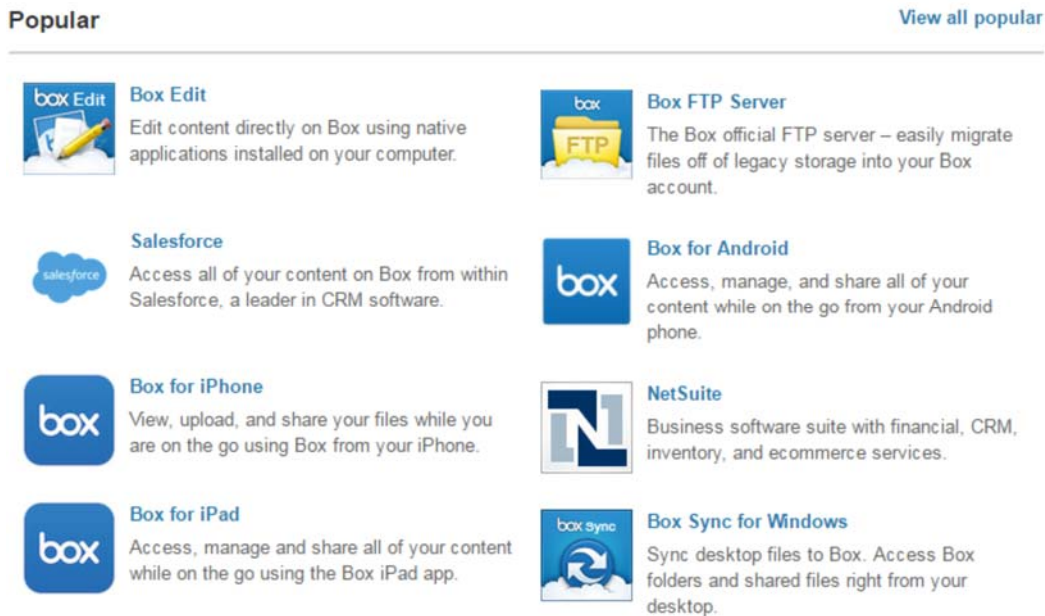 Popular
View all popular
box Edit
Box Edit
Edit content directly on Box using native
applications installed on your computer.
box
FTP
Box FTP Server
The Box official FTP server – easily migrate
files off of legacy storage into your Box
account.
salesforce
Salesforce
Access all of your content on Box from within
Salesforce, a leader in CRM software.
box
Box for Android
Access, manage, and share all of your
content while on the go from your Android
phone.
box
Box for iPhone
View, upload, and share your files while you
are on the go using Box from your iPhone.
N
NetSuite
Business software suite with financial, CRM,
inventory, and ecommerce services.
box
Box for iPad
Access, manage and share all of your content
while on the go using the Box iPad app.
box sync
Box Sync for Windows
Sync desktop files to Box. Access Box
folders and shared files right from your
desktop.